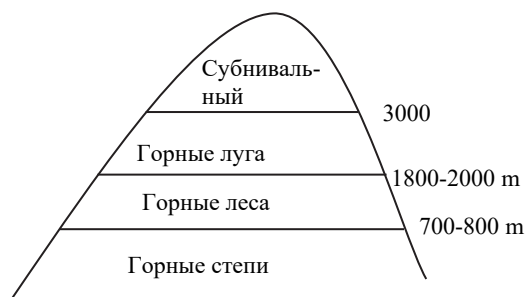 Субниваль-
ный
3000
Горные луга
1800-2000 m
Горные леса
700-800 m
Горные степи